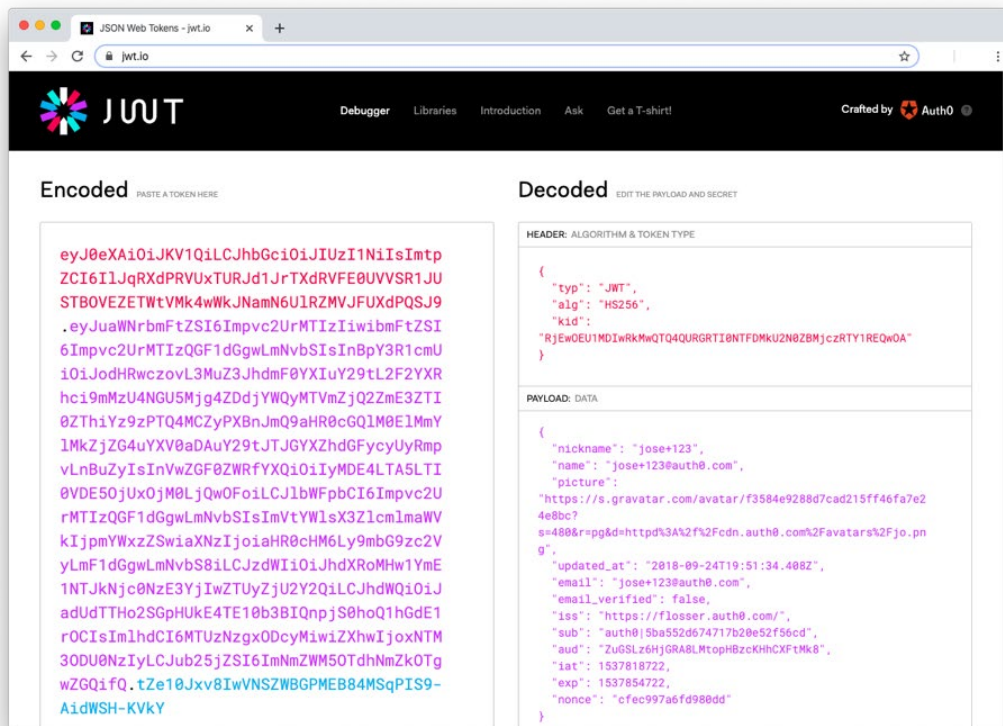 JSON Web Tokens - jwt.io
jwt.io
JWT
Debugger Libraries Introduction Ask Get a T-shirt! Crafted by Auth0
Encoded PASTE A TOKEN HERE
eyJ0eXAiOiJKV1QiLCJhbGciOiJIUzI1NiIsImtp
ZCI6IlJqRXdPRVUxTURJd1JrTXdRVFE0UVVSR1JU
STBOVEZETWtVMk4wWkJNamN6UlRZMVJFUXdPQSJ9
.eyJuaWNrbmFtZSI6Impvc2UrMTIzIiwibmFtZSI
6Impvc2UrMTIzQGF1dGgwLmNvbSIsInBpY3R1cmU
iOiJodHRwczovL3MuZ3JhdmF0YXIuY29tL2F2YXR
hci9mMzU4NGU5Mjg4ZDdjYWQyMTVmZjQ2ZmE3ZTI
0ZThiYz9zPTQ4MCZyPXBnJmQ9aHR0cGQlM0ElMmY
lMkZjZG4uYXV0aDAuY29tJTJGYXZhdGFycyUyRmp
vLnBuZyIsInVwZGF0ZWRfYXQiOiIyMDE4LTA5LTI
0VDE5OjUxOjM0LjQwOFoiLCJlbWFpbCI6Impvc2U
rMTIzQGF1dGgwLmNvbSIsImVtYWlsX3ZlcmlmaWV
kIjpmYWxzZSwiaXNzIjoiaHR0cHM6Ly9mbG9zc2V
yLmF1dGgwLmNvbS8iLCJzdWIiOiJhdXRoMHw1YmE
1NTJkNjc0NzE3YjIwZTUyZjU2Y2QiLCJhdWQiOiJ
adUdTTHo2SGpHUkE4TE10b3BIQnpjS0hoQ1hGdE1
rOCIsImlhdCI6MTUzNzgxODcyMiwiZXhwIjoxNTM
3ODU0NzIyLCJub25jZSI6ImNmZWM5OTdhNmZkOTg
wZGQifQ.tZe10Jxv8IwVNSZWBGPMEB84MSqPIS9-
AidWSH-KVkY
Decoded EDIT THE PAYLOAD AND SECRET
HEADER: ALGORITHM & TOKEN TYPE
{
"typ": "JWT",
"alg": "HS256",
"kid":
"RjEwOEU1MDIwRkMwQTQ4QURGRTI0NTFDMkU2N0ZBMjczRTY1REQwOA"
}
PAYLOAD: DATA
{
"nickname": "jose+123",
"name": "jose+123@auth0.com",
"picture":
"https://s.gravatar.com/avatar/f3584e9288d7cad215ff46fa7e2
4e8bc?
s=480&r=pg&d=httpd%3A%2f%2Fcdn.auth0.com%2Favatars%2Fjo.pn
g",
"updated_at": "2018-09-24T19:51:34.408Z",
"email": "jose+123@auth0.com",
"email_verified": false,
"iss": "https://flosser.auth0.com/",
"sub": "auth0|5ba552d674717b20e52f56cd",
"aud": "ZuGSLz6HjGRA8LMtopHBzcKHhCXFtMk8",
"iat": 1537818722,
"exp": 1537854722,
"nonce": "cfec997a6fd980dd"
}